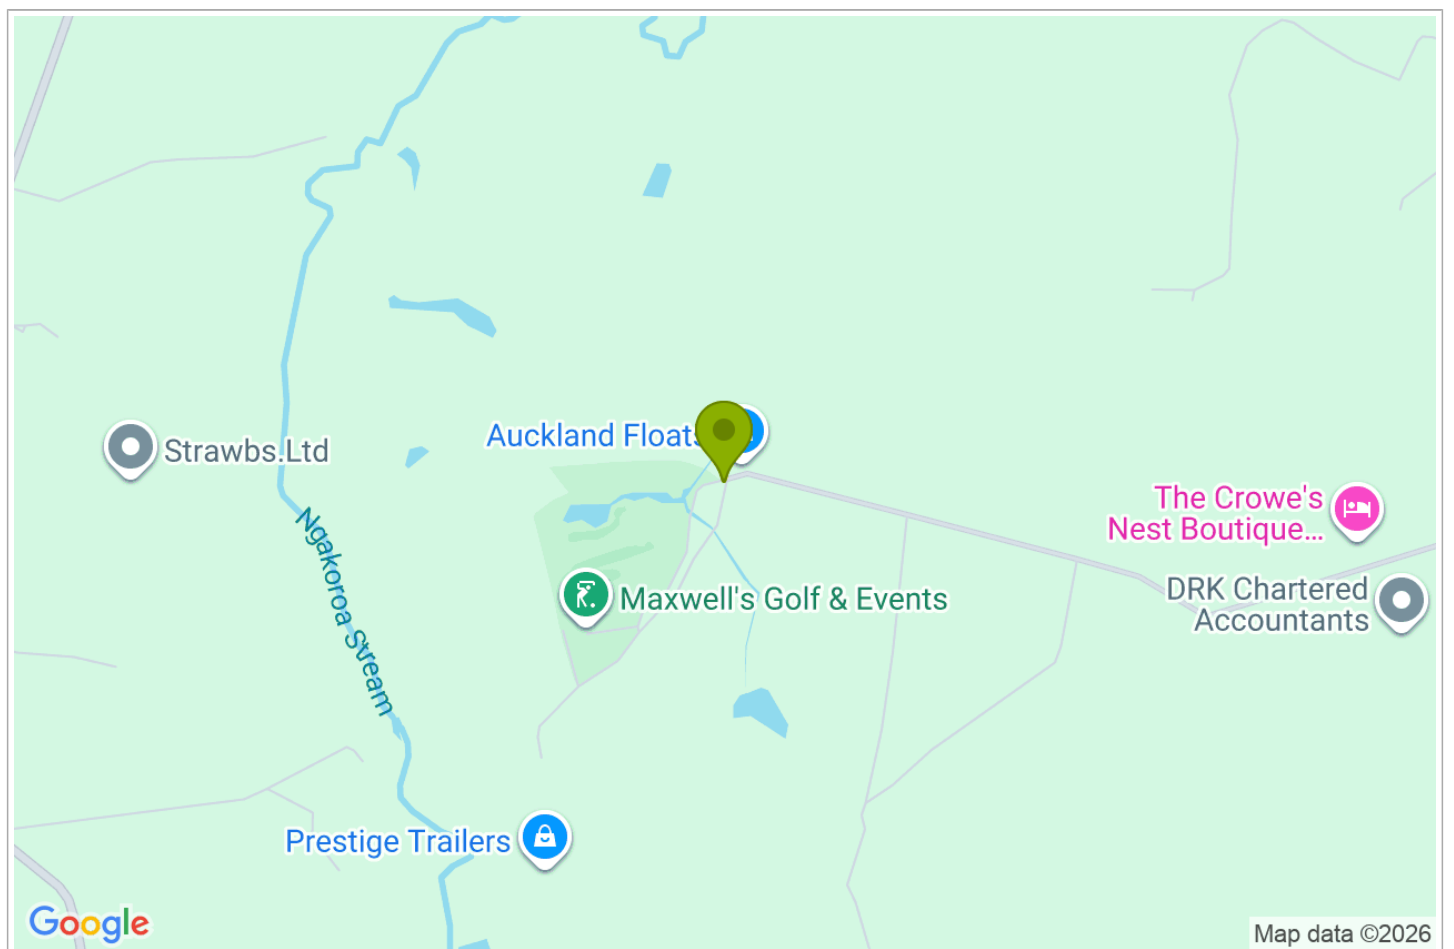 Auckland Floats
Strawbs.Ltd
The Crowe's
Nest Boutique...
Ngakoroa Stream
Maxwell's Golf & Events
DRK Chartered
Accountants
Prestige Trailers
Google
Map data ©2026